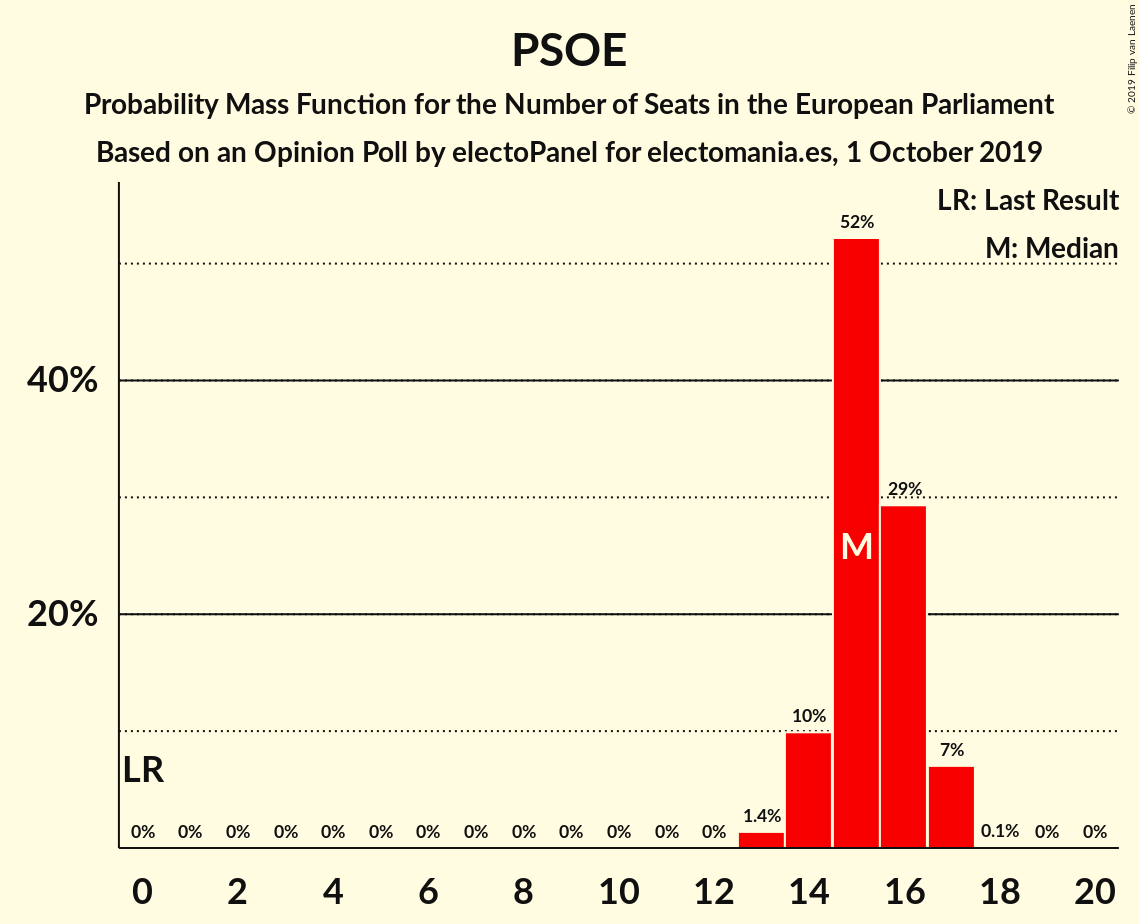 © 2019 Filip van Laenen
PSOE
Probability Mass Function for the Number of Seats in the European Parliament
Based on an Opinion Poll by electoPanel for electomania.es, 1 October 2019
LR: Last Result
M: Median
52%
40%
29%
M
20%
10%
7%
LR
1.4%
0% 0% 0% 0% 0% 0% 0% 0% 0% 0% 0% 0% 0% 0.1% 0% 0%
0 2 4 6 8 10 12 14 16 18 20